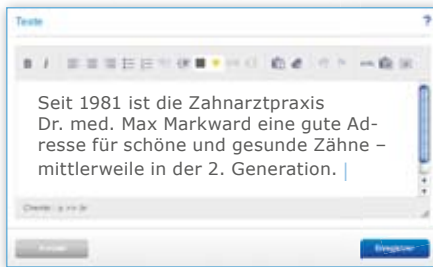 Texte ?
B I
Seit 1981 ist die Zahnarztpraxis
Dr. med. Max Markward eine gute Ad-
resse für schöne und gesunde Zähne –
mittlerweile in der 2. Generation.
Enregistrer